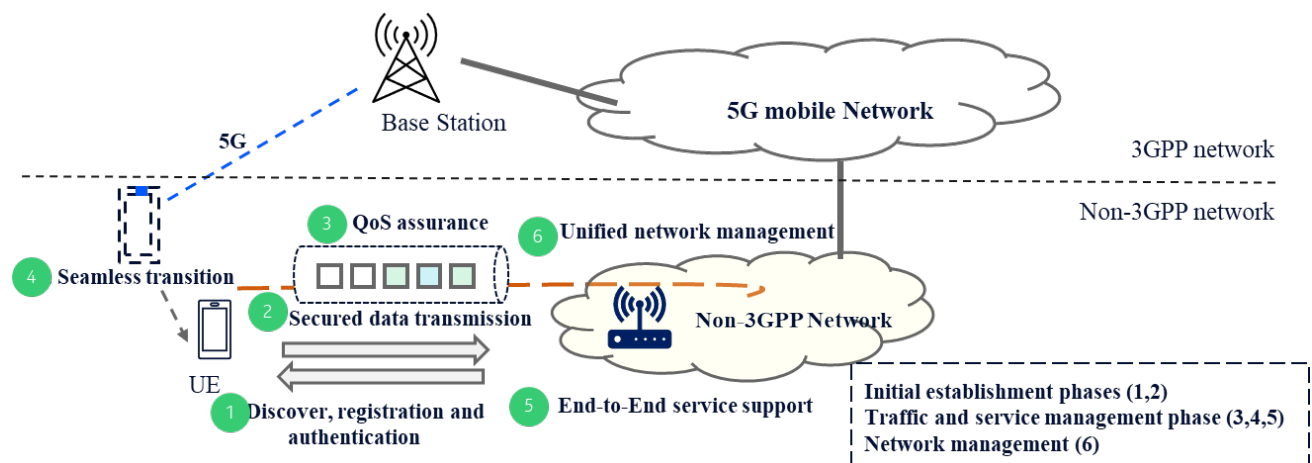 Base Station
5G mobile Network
5G
3GPP network
Non-3GPP network
3 QoS assurance
6 Unified network management
4 Seamless transition
2
Secured data transmission
Non-3GPP Network
UE
1 Discover, registration and
authentication
5 End-to-End service support
Initial establishment phases (1,2)
Traffic and service management phase (3,4,5)
Network management (6)